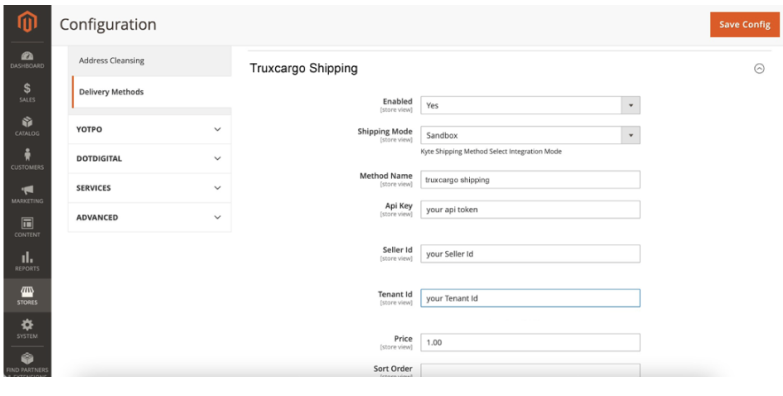 Configuration
Save Config
DASHBOARD
SALES
CATALOG
CUSTOMERS
MARKETING
CONTENT
REPORTS
STORES
SYSTEM
FIND PARTNERS
& EXTENSIONS
Address Cleansing
Delivery Methods
YOTPO
DOTDIGITAL
SERVICES
ADVANCED
Truxcargo Shipping
Enabled
[store view]
Yes
Shipping Mode
[store view]
Sandbox
Kyte Shipping Method Select Integration Mode
Method Name
[store view]
truxcargo shipping
Api Key
[store view]
your api token
Seller Id
[store view]
your Seller Id
Tenant Id
[store view]
your Tenant Id
Price
[store view]
1.00
Sort Order
[store view]